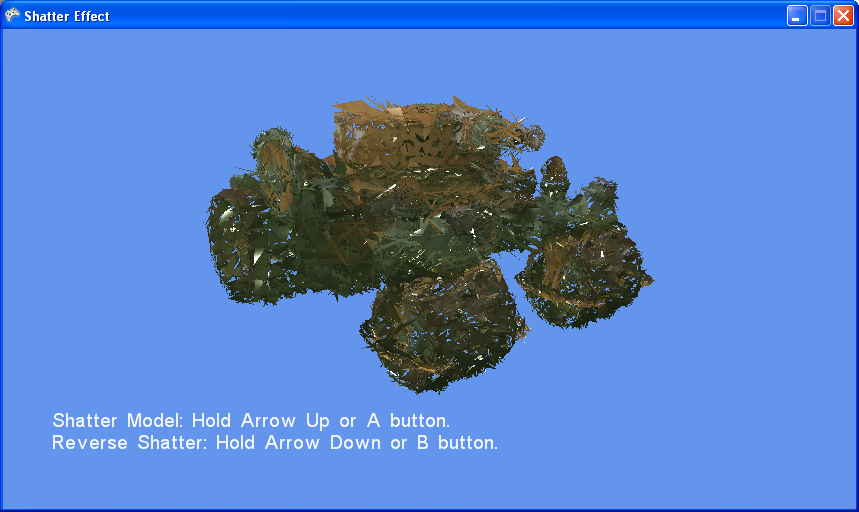 Shatter Effect
Shatter Model: Hold Arrow Up or A button.
Reverse Shatter: Hold Arrow Down or B button.